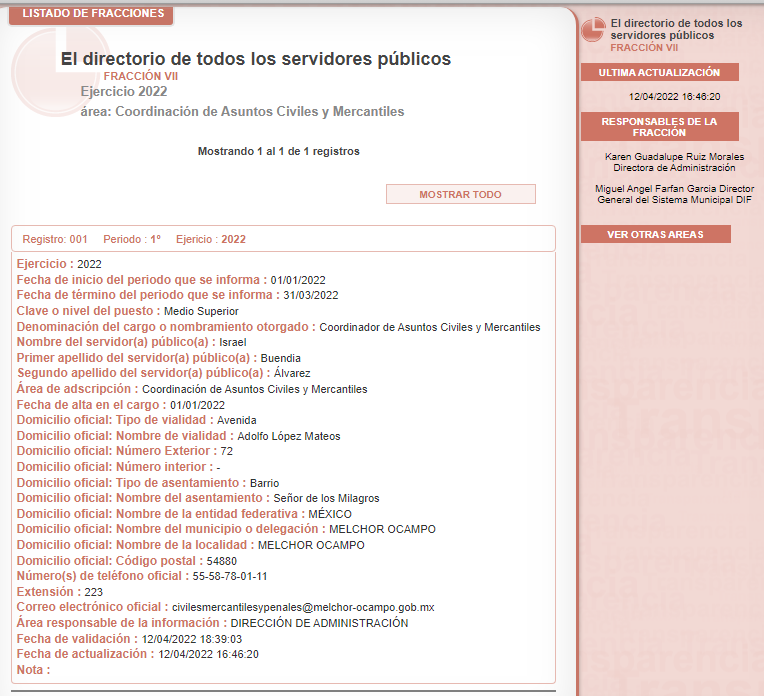 LISTADO DE FRACCIONES
El directorio de todos los servidores públicos
FRACCIÓN VII
Ejercicio 2022
área: Coordinación de Asuntos Civiles y Mercantiles
Mostrando 1 al 1 de 1 registros
MOSTRAR TODO
Registro: 001 Periodo : 1º Ejericio : 2022
Ejercicio : 2022
Fecha de inicio del periodo que se informa : 01/01/2022
Fecha de término del periodo que se informa : 31/03/2022
Clave o nivel del puesto : Medio Superior
Denominación del cargo o nombramiento otorgado : Coordinador de Asuntos Civiles y Mercantiles
Nombre del servidor(a) público(a) : Israel
Primer apellido del servidor(a) público(a) : Buendia
Segundo apellido del servidor(a) público(a) : Álvarez
Área de adscripción : Coordinación de Asuntos Civiles y Mercantiles
Fecha de alta en el cargo : 01/01/2022
Domicilio oficial: Tipo de vialidad : Avenida
Domicilio oficial: Nombre de vialidad : Adolfo López Mateos
Domicilio oficial: Número Exterior : 72
Domicilio oficial: Número interior : -
Domicilio oficial: Tipo de asentamiento : Barrio
Domicilio oficial: Nombre del asentamiento : Señor de los Milagros
Domicilio oficial: Nombre de la entidad federativa : MÉXICO
Domicilio oficial: Nombre del municipio o delegación : MELCHOR OCAMPO
Domicilio oficial: Nombre de la localidad : MELCHOR OCAMPO
Domicilio oficial: Código postal : 54880
Número(s) de teléfono oficial : 55-58-78-01-11
Extensión : 223
Correo electrónico oficial : civilesmercantilesypenales@melchor-ocampo.gob.mx
Área responsable de la información : DIRECCIÓN DE ADMINISTRACIÓN
Fecha de validación : 12/04/2022 18:39:03
Fecha de actualización : 12/04/2022 16:46:20
Nota :
El directorio de todos los
servidores públicos
FRACCIÓN VII
ULTIMA ACTUALIZACIÓN
12/04/2022 16:46:20
RESPONSABLES DE LA
FRACCIÓN
Karen Guadalupe Ruiz Morales
Directora de Administración
Miguel Angel Farfan Garcia Director
General del Sistema Municipal DIF
VER OTRAS AREAS